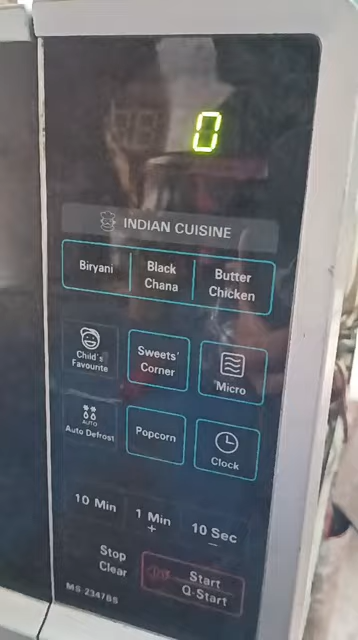 0
INDIAN CUISINE
Biryani
Black
Chana
Butter
Chicken
Child's
Favourite
Sweets'
Corner
Micro
AUTO
Auto Defrost
Popcorn
Clock
10 Min
1 Min
+
10 Sec
–
Stop
Clear
Start
Q-Start
MS-2347BS